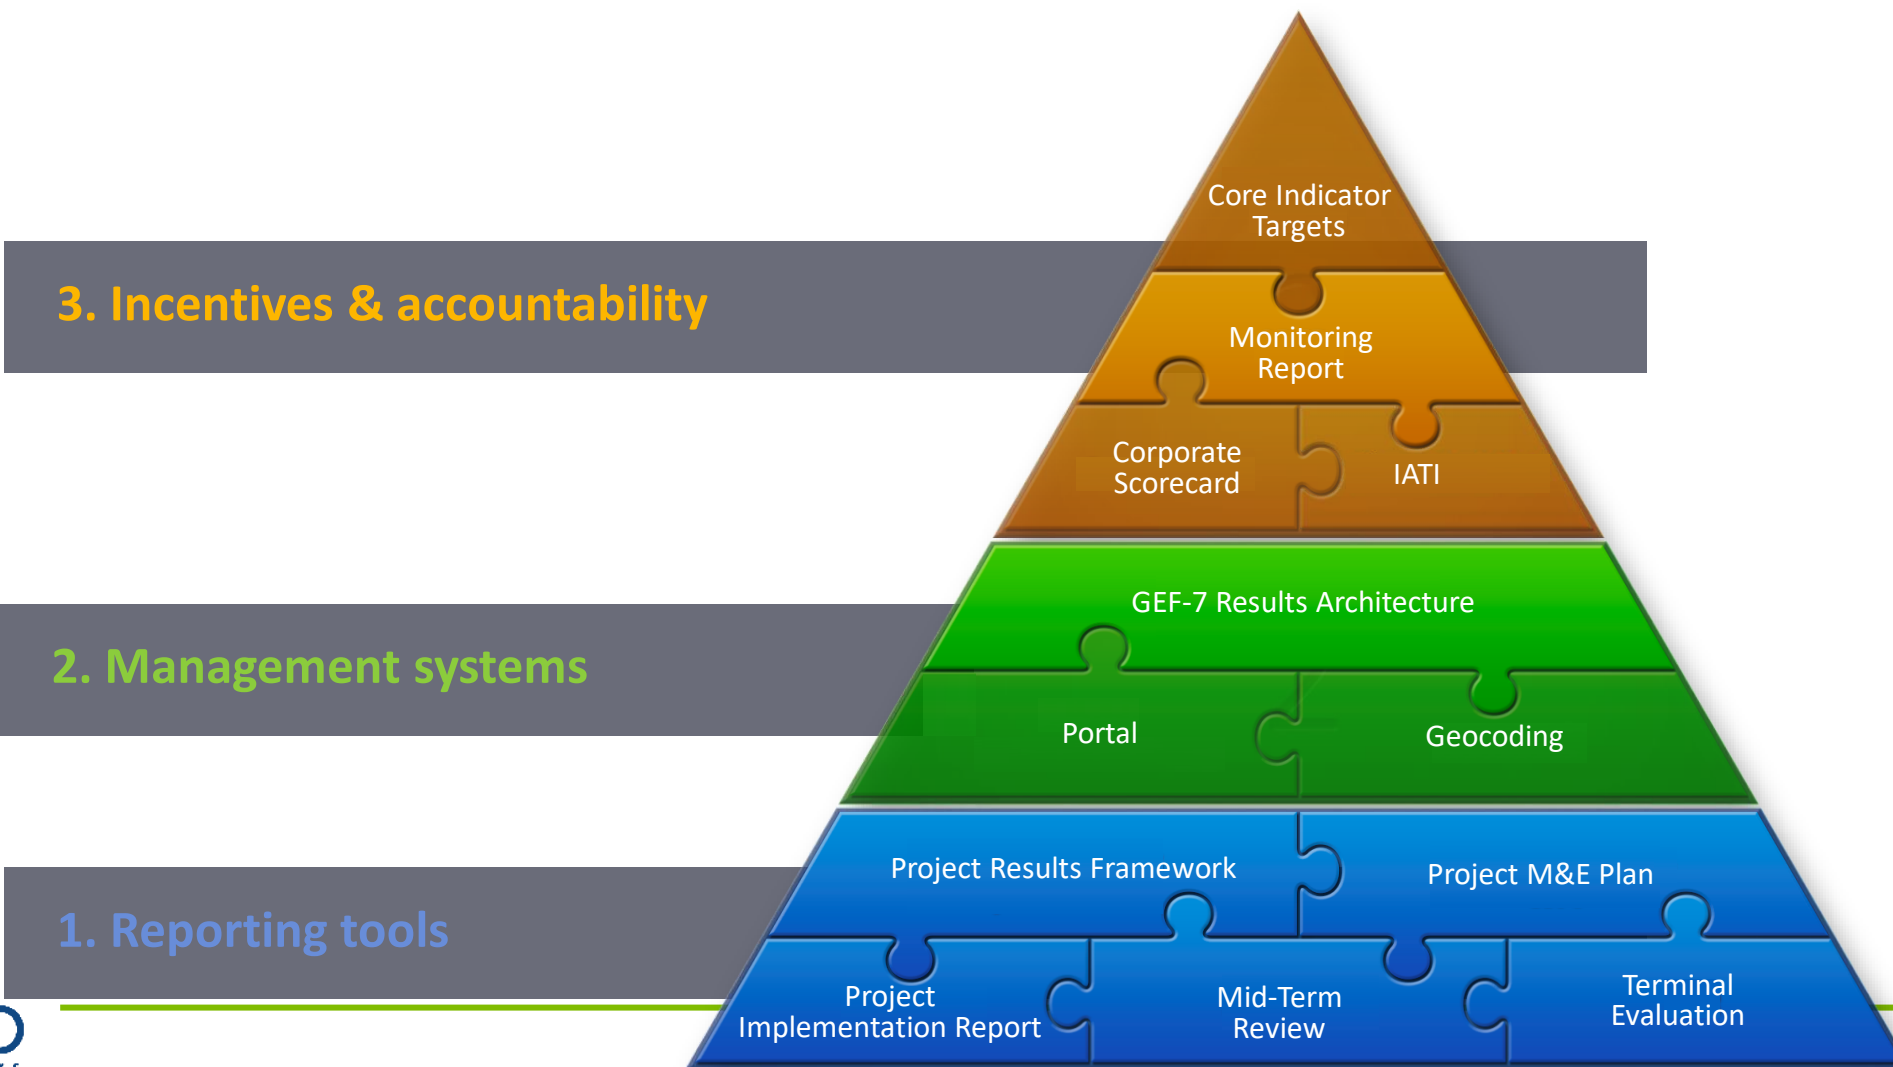 Core Indicator
Targets
3. Incentives & accountability
Monitoring
Report
Corporate
Scorecard
IATI
GEF-7 Results Architecture
2. Management systems
Portal
Geocoding
Project Results Framework
Project M&E Plan
1. Reporting tools
Project
Implementation Report
Mid-Term
Review
Terminal
Evaluation